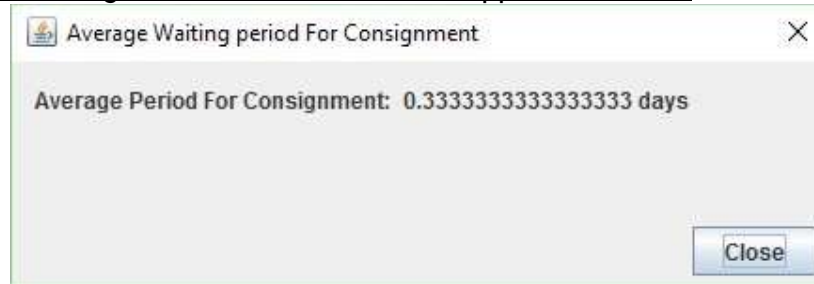 Average Waiting period For Consignment
Average Period For Consignment: 0.3333333333333333 days
Close